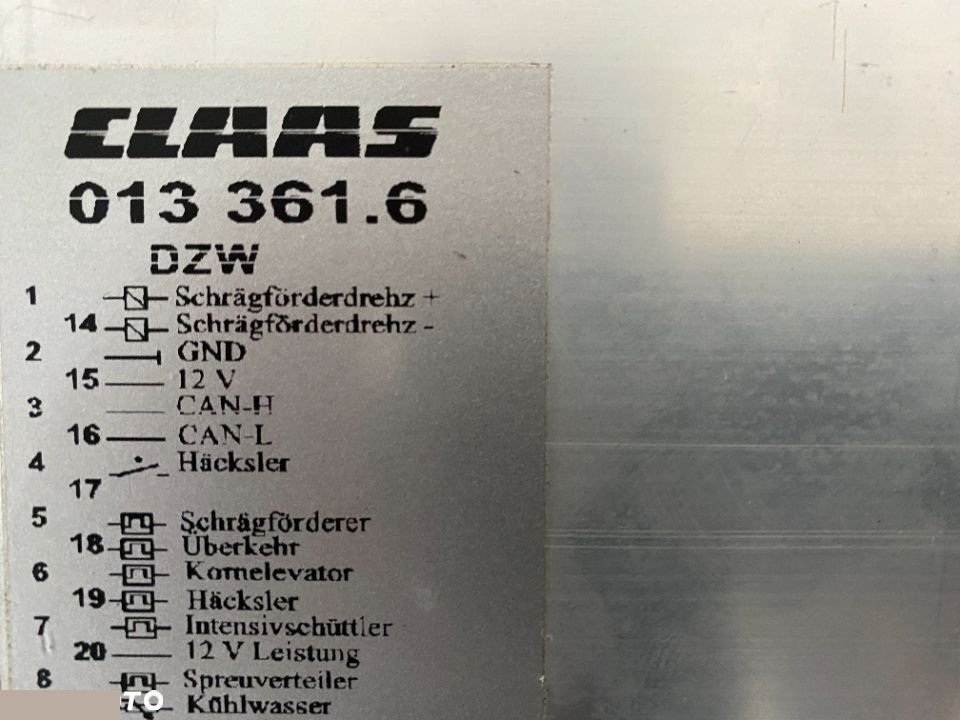 CLAAS
013 361.6
DZW
1 Schrägförderdrehz +
14 Schrägförderdrehz -
2 GND
15 12 V
3 CAN-H
16 CAN-L
4 Häcksler
17
5 Schrägförderer
18 Überkehr
6 Kornelevator
19 Häcksler
7 Intensivschüttler
20 12 V Leistung
8 Spreuverteiler
Kühlwasser